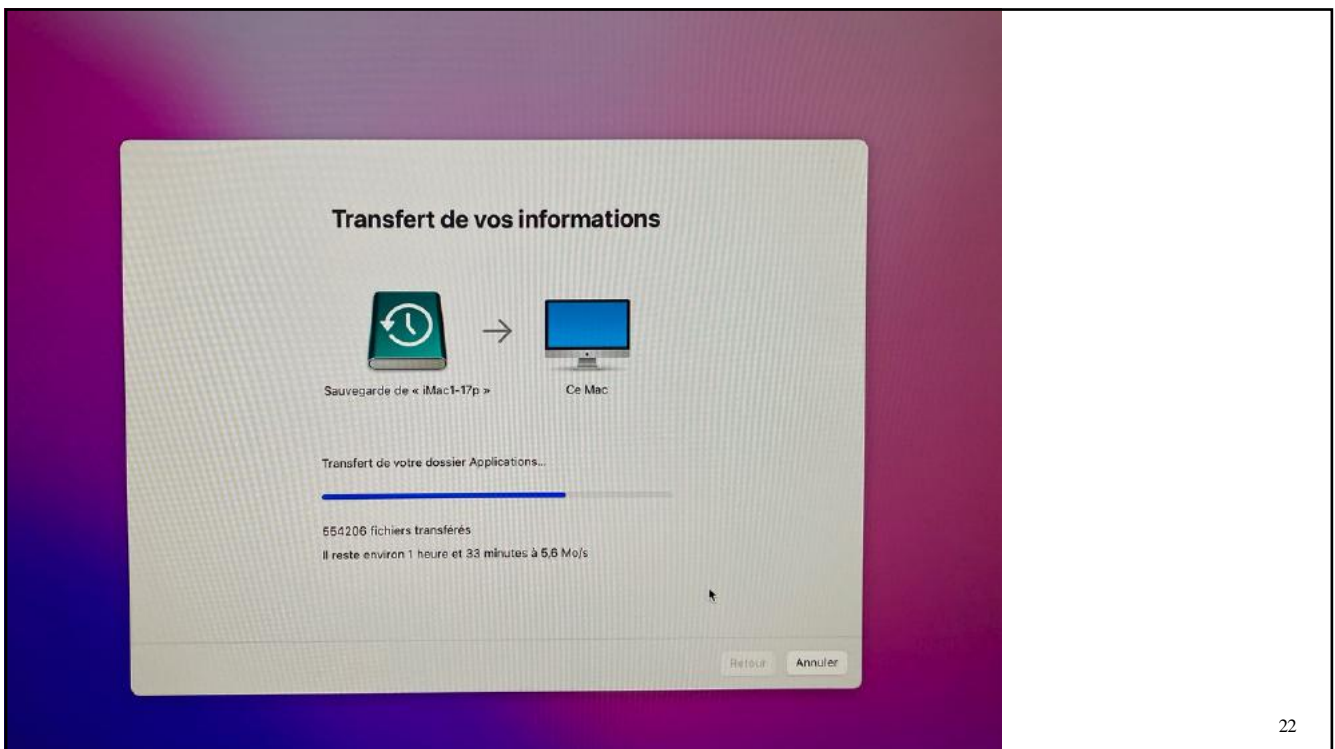 Transfert de vos informations
Sauvegarde de « iMac1-17p »
Ce Mac
Transfert de votre dossier Applications...
554206 fichiers transférés
Il reste environ 1 heure et 33 minutes à 5,6 Mo/s
Retour
Annuler
22